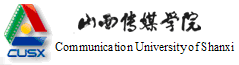 山西传媒学院
CUSX
Communication University of Shanxi